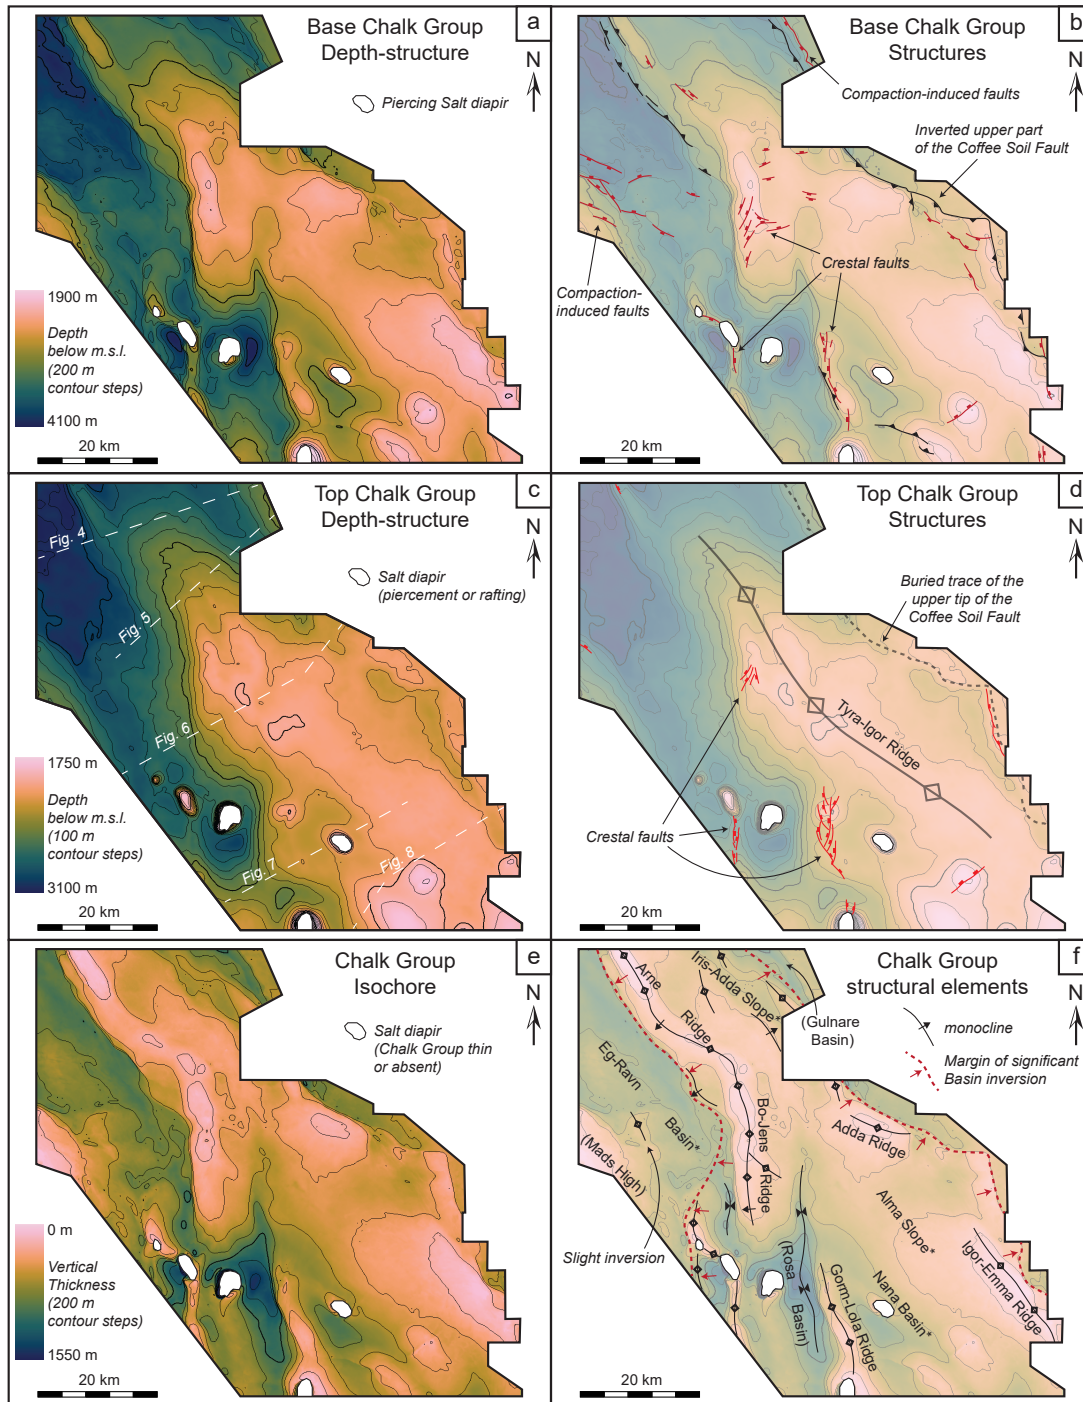 Base Chalk Group
Depth-structure
a
N
Piercing Salt diapir
1900 m
Depth
below m.s.l.
(200 m
contour steps)
4100 m
20 km
Base Chalk Group
Structures
b
N
Compaction-induced faults
Inverted upper part
of the Coffee Soil Fault
Crestal faults
Compaction-
induced faults
20 km
Top Chalk Group
Depth-structure
c
N
Salt diapir
(piercement or rafting)
Fig. 4
Fig. 5
Fig. 6
Fig. 7
Fig. 8
1750 m
Depth
below m.s.l.
(100 m
contour steps)
3100 m
20 km
Top Chalk Group
Structures
d
N
Buried trace of the
upper tip of the
Coffee Soil Fault
Tyra-Igor Ridge
Crestal faults
20 km
Chalk Group
Isochore
e
N
Salt diapir
(Chalk Group thin
or absent)
0 m
Vertical
Thickness
(200 m
contour steps)
1550 m
20 km
Chalk Group
structural elements
f
N
monocline
Margin of significant
Basin inversion
Arne
Ridge
Iris-Adda Slope*
(Gulnare
Basin)
Eg-Ravn
Basin*
(Mads High)
Bo-Jens
Ridge
Adda Ridge
Slight inversion
Alma Slope*
(Rosa
Basin)
Gorm-Lola Ridge
Nana Basin*
Igor-Emma Ridge
20 km